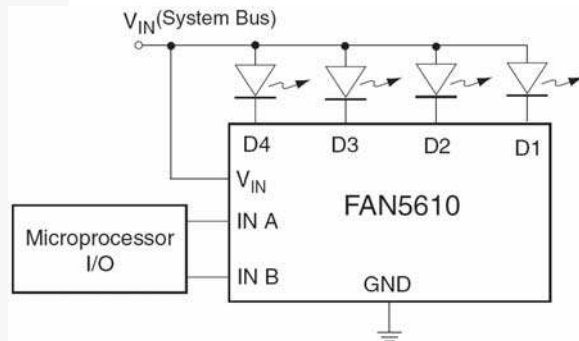 V_IN (System Bus)
D4 D3 D2 D1
V_IN
FAN5610
IN A
Microprocessor
I/O
IN B
GND